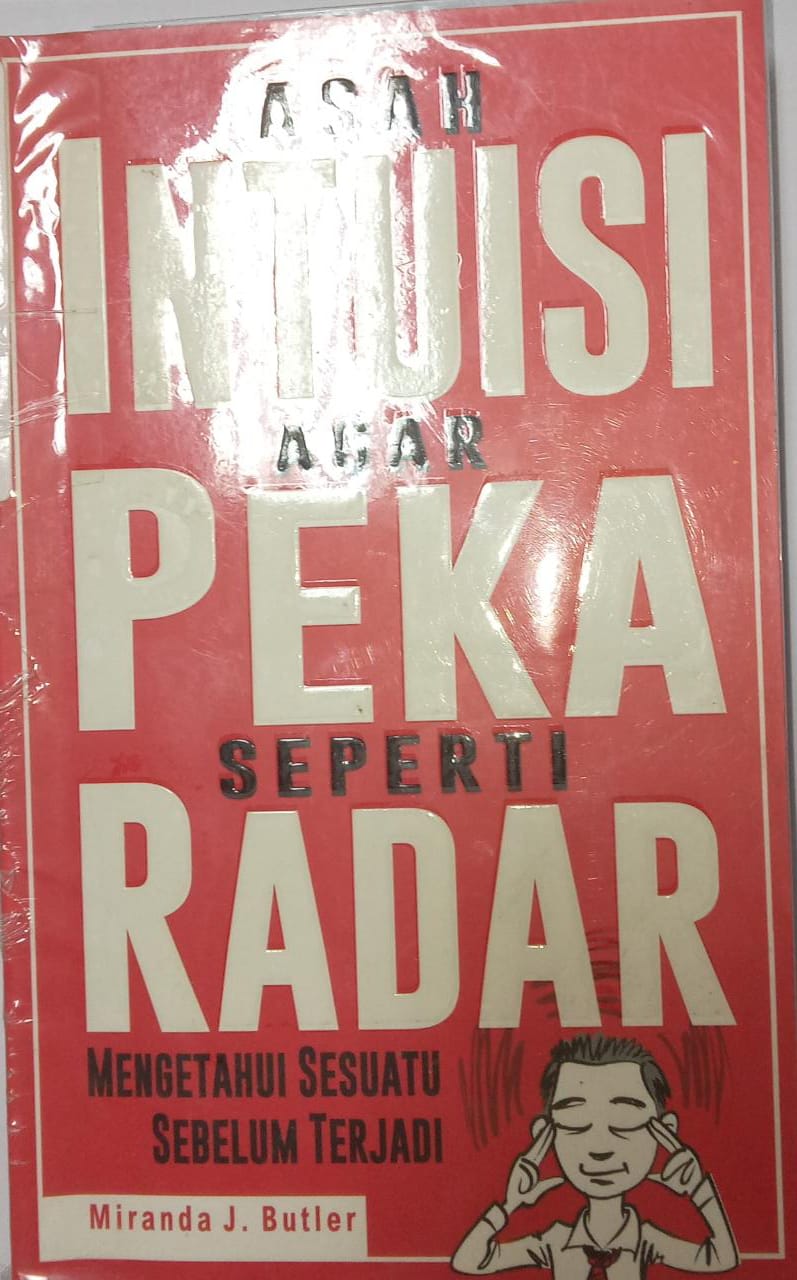 ASAH
INTUISI
AGAR
PEKA
SEPERTI
RADAR
MENGETAHUI SESUATU
SEBELUM TERJADI
Miranda J. Butler